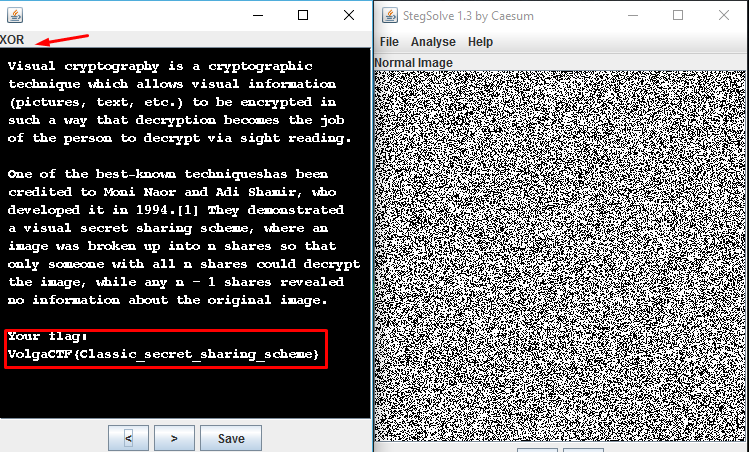 XOR
Visual cryptography is a cryptographic
technique which allows visual information
(pictures, text, etc.) to be encrypted in
such a way that decryption becomes the job
of the person to decrypt via sight reading.
One of the best-known techniqueshas been
credited to Moni Naor and Adi Shamir, who
developed it in 1994.[1] They demonstrated
a visual secret sharing scheme, where an
image was broken up into n shares so that
only someone with all n shares could decrypt
the image, while any n - 1 shares revealed
no information about the original image.
Your flag:
VolgaCTF{Classic_secret_sharing_scheme}
< > Save
StegSolve 1.3 by Caesum
File Analyse Help
Normal Image